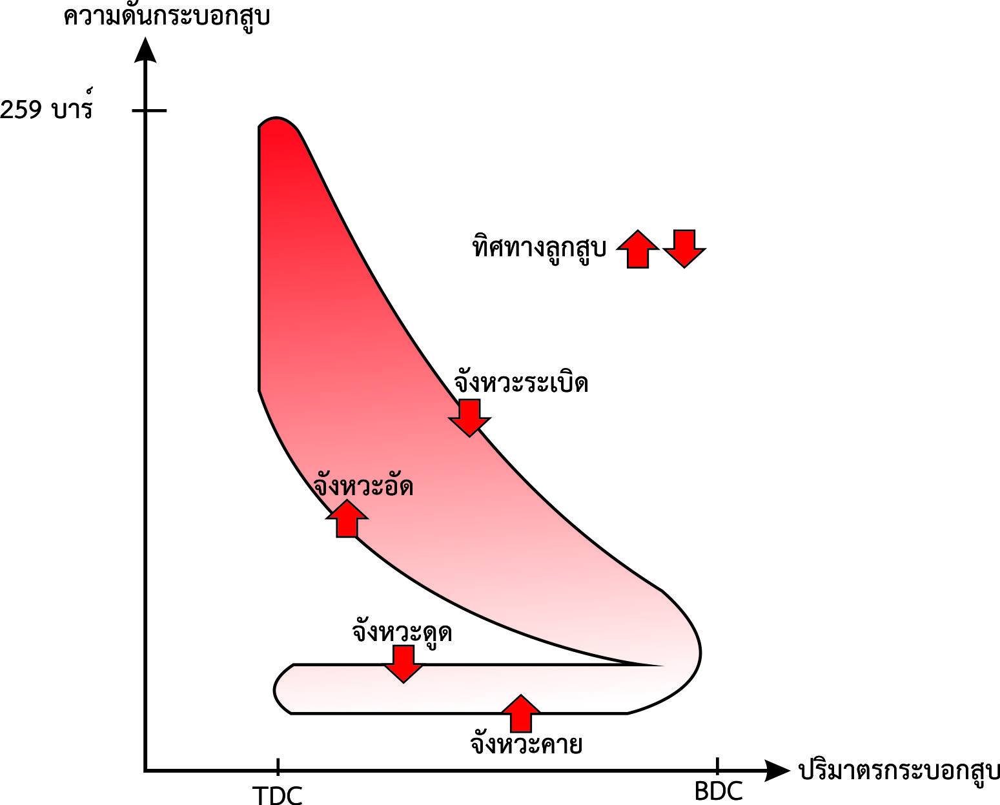 ความดันกระบอกสูบ
259 บาร์
ทิศทางลูกสูบ
จังหวะระเบิด
จังหวะอัด
จังหวะดูด
จังหวะคาย
ปริมาตรกระบอกสูบ
TDC
BDC